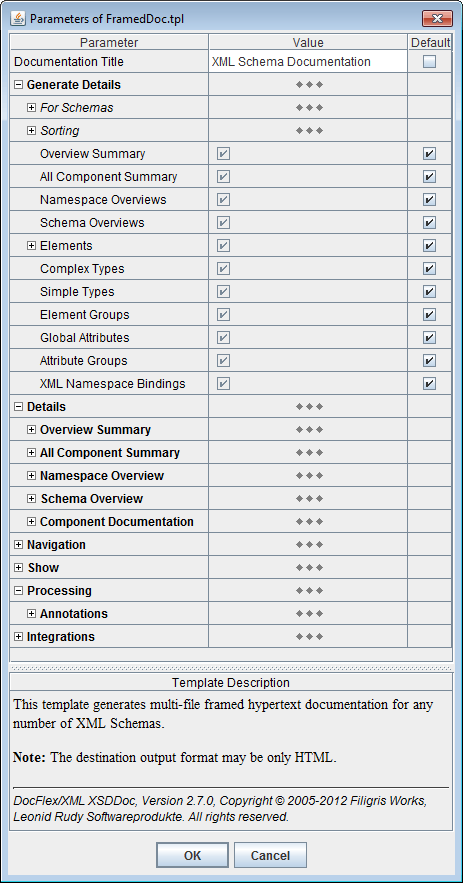 Parameters of FramedDoc.tpl
Parameter Value Default
Documentation Title XML Schema Documentation
Generate Details
For Schemas
Sorting
Overview Summary
All Component Summary
Namespace Overviews
Schema Overviews
Elements
Complex Types
Simple Types
Element Groups
Global Attributes
Attribute Groups
XML Namespace Bindings
Details
Overview Summary
All Component Summary
Namespace Overview
Schema Overview
Component Documentation
Navigation
Show
Processing
Annotations
Integrations
Template Description
This template generates multi-file framed hypertext documentation for any
number of XML Schemas.
Note: The destination output format may be only HTML.
DocFlex/XML XSDDoc, Version 2.7.0, Copyright © 2005-2012 Filigris Works,
Leonid Rudy Softwareprodukte. All rights reserved.
OK Cancel